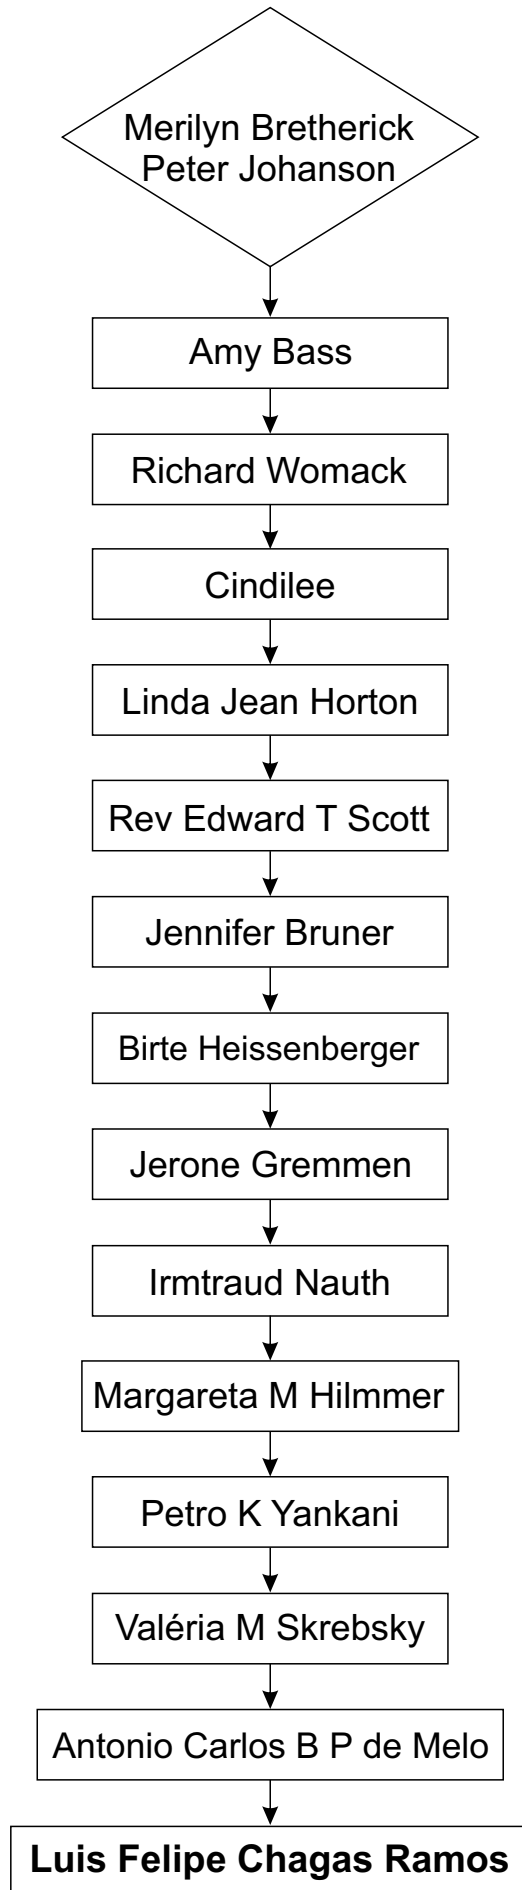 Merilyn Bretherick
Peter Johanson
Amy Bass
Richard Womack
Cindilee
Linda Jean Horton
Rev Edward T Scott
Jennifer Bruner
Birte Heissenberger
Jerone Gremmen
Irmtraud Nauth
Margareta M Hilmmer
Petro K Yankani
Valéria M Skrebsky
Antonio Carlos B P de Melo
Luis Felipe Chagas Ramos